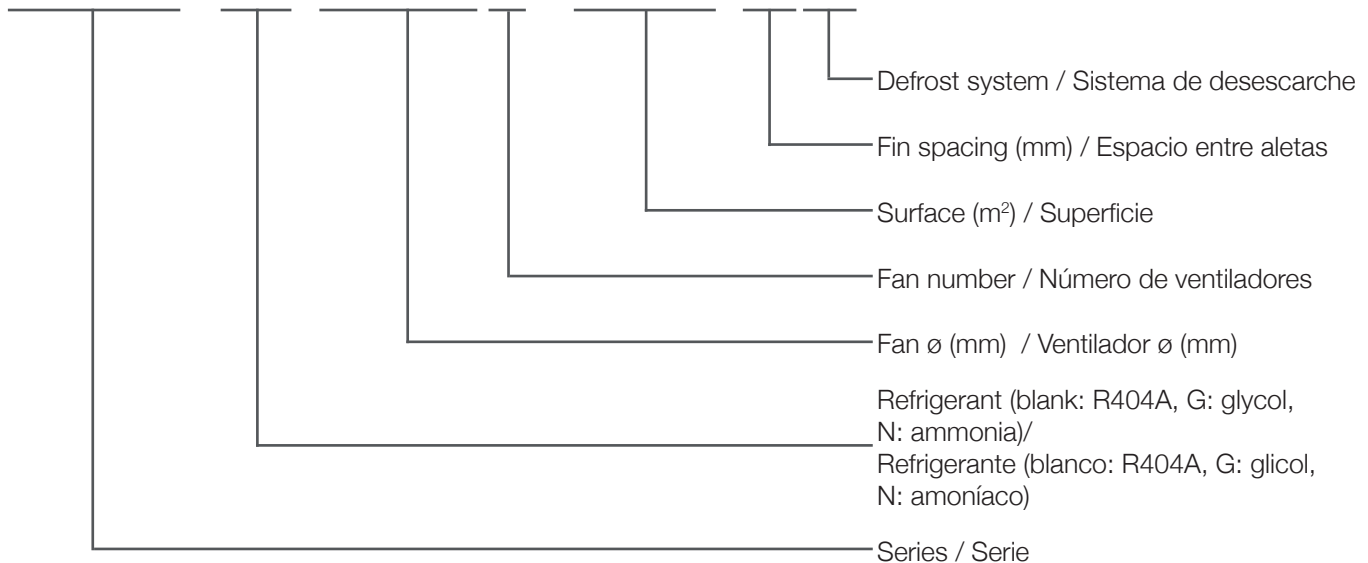 Defrost system / Sistema de desescarche
Fin spacing (mm) / Espacio entre aletas
Surface (m²) / Superficie
Fan number / Número de ventiladores
Fan ø (mm) / Ventilador ø (mm)
Refrigerant (blank: R404A, G: glycol,
N: ammonia)/
Refrigerante (blanco: R404A, G: glicol,
N: amoníaco)
Series / Serie